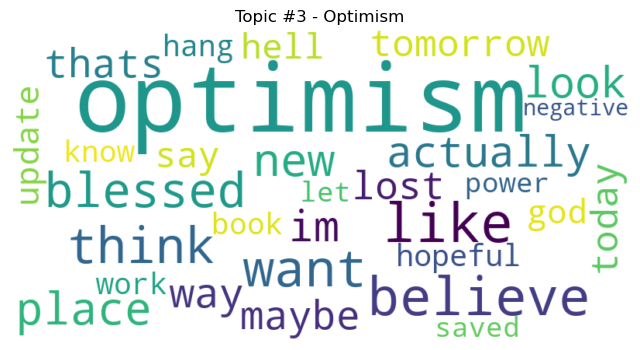 Topic #3 - Optimism
hang hell tomorrow
thats optimism look
negative
update know say new actually
blessed let lost power
book im like god today
think want hopeful
work way believe
place maybe saved